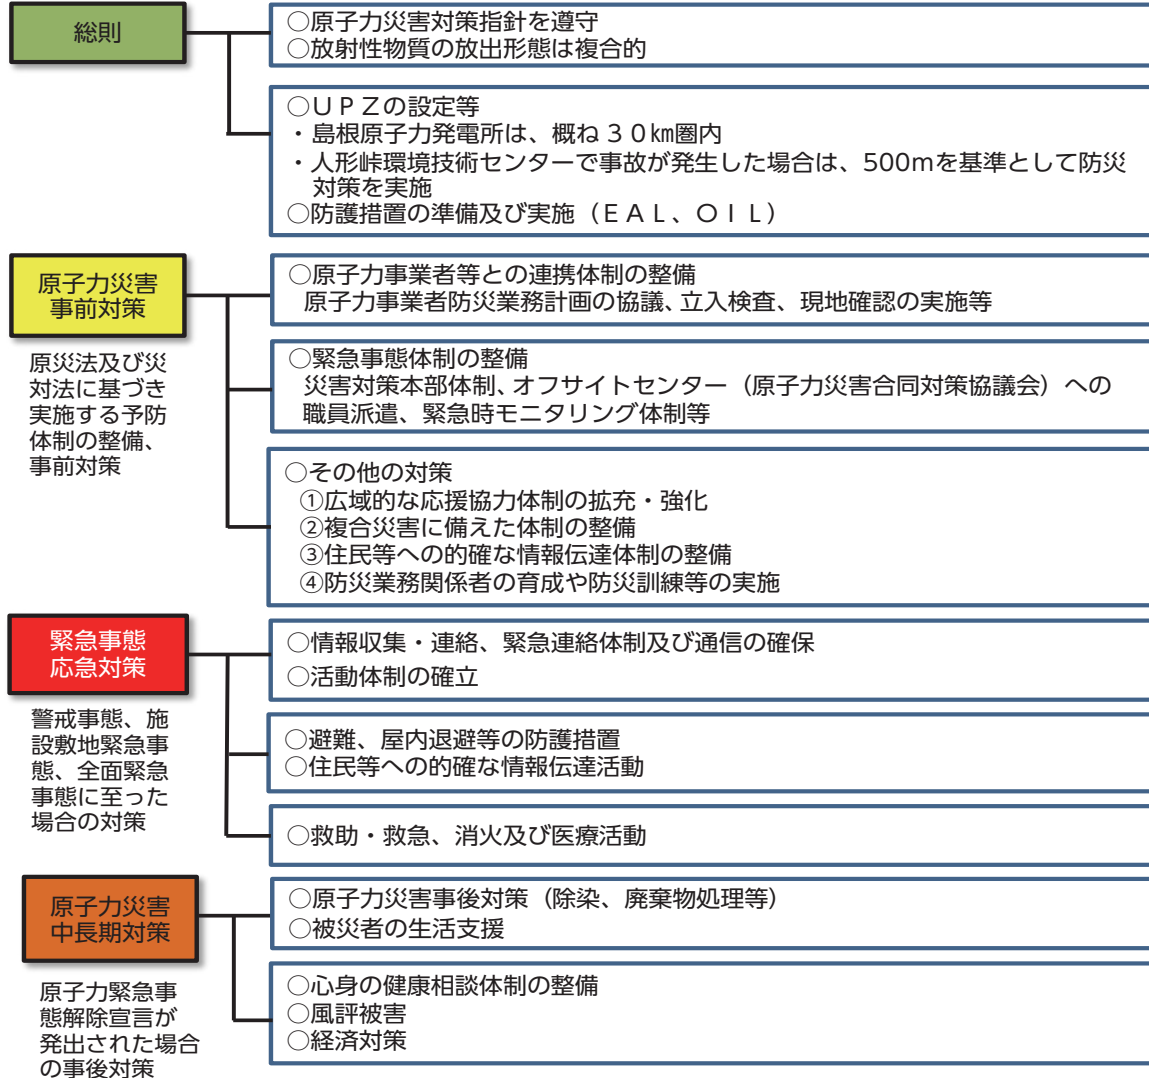 総則
○原子力災害対策指針を遵守
○放射性物質の放出形態は複合的
○ＵＰＺの設定等
・島根原子力発電所は、概ね３０㎞圏内
・人形峠環境技術センターで事故が発生した場合は、500mを基準として防災
対策を実施
○防護措置の準備及び実施（ＥＡＬ、ＯＩＬ）
原子力災害
事前対策
原災法及び災
対法に基づき
実施する予防
体制の整備、
事前対策
○原子力事業者等との連携体制の整備
原子力事業者防災業務計画の協議、立入検査、現地確認の実施等
○緊急事態体制の整備
災害対策本部体制、オフサイトセンター（原子力災害合同対策協議会）への
職員派遣、緊急時モニタリング体制等
○その他の対策
①広域的な応援協力体制の拡充・強化
②複合災害に備えた体制の整備
③住民等への的確な情報伝達体制の整備
④防災業務関係者の育成や防災訓練等の実施
緊急事態
応急対策
警戒事態、施
設敷地緊急事
態、全面緊急
事態に至った
場合の対策
○情報収集・連絡、緊急連絡体制及び通信の確保
○活動体制の確立
○避難、屋内退避等の防護措置
○住民等への的確な情報伝達活動
○救助・救急、消火及び医療活動
原子力災害
中長期対策
原子力緊急事
態解除宣言が
発出された場合
の事後対策
○原子力災害事後対策（除染、廃棄物処理等）
○被災者の生活支援
○心身の健康相談体制の整備
○風評被害
○経済対策